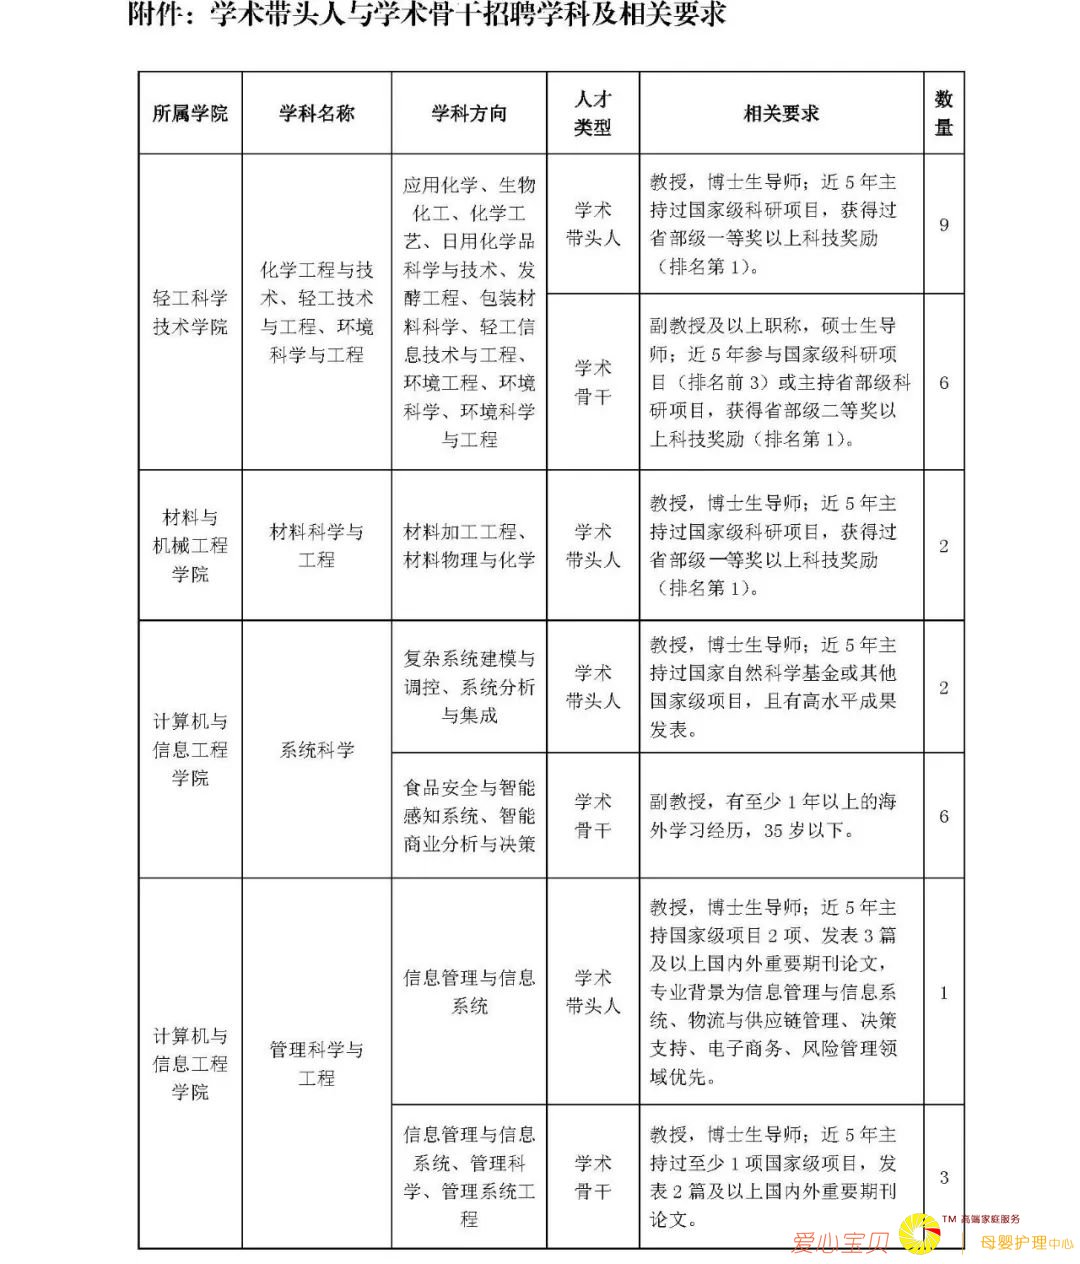 附件：学术带头人与学术骨干招聘学科及相关要求
所属学院
学科名称
学科方向
人才
类型
相关要求
数
量
轻工科学
技术学院
化学工程与技
术、轻工技术
与工程、环境
科学与工程
应用化学、生物
化工、化学工
艺、日用化学品
科学与技术、发
酵工程、包装材
料科学、轻工信
息技术与工程、
环境工程、环境
科学、环境科学
与工程
学术
带头人
教授，博士生导师；近 5 年主
持过国家级科研项目，获得过
省部级一等奖以上科技奖励
（排名第 1）。
9
学术
骨干
副教授及以上职称，硕士生导
师；近 5 年参与国家级科研项
目（排名前 3）或主持省部级科
研项目，获得省部级二等奖以
上科技奖励（排名第 1）。
6
材料与
机械工程
学院
材料科学与
工程
材料加工工程、
材料物理与化学
学术
带头人
教授，博士生导师；近 5 年主
持过国家级科研项目，获得过
省部级一等奖以上科技奖励
（排名第 1）。
2
计算机与
信息工程
学院
系统科学
复杂系统建模与
调控、系统分析
与集成
学术
带头人
教授，博士生导师；近 5 年主
持过国家自然科学基金或其他
国家级项目，且有高水平成果
发表。
2
食品安全与智能
感知系统、智能
商业分析与决策
学术
骨干
副教授，有至少 1 年以上的海
外学习经历，35 岁以下。
6
计算机与
信息工程
学院
管理科学与
工程
信息管理与信息
系统
学术
带头人
教授，博士生导师；近 5 年主
持国家级项目 2 项、发表 3 篇
及以上国内外重要期刊论文，
专业背景为信息管理与信息系
统、物流与供应链管理、决策
支持、电子商务、风险管理领
域优先。
1
信息管理与信息
系统、管理科
学、管理系统工
程
学术
骨干
教授，博士生导师；近 5 年主
持过至少 1 项国家级项目，发
表 2 篇及以上国内外重要期刊
论文。
3
爱心宝贝
TM 高端家庭服务
母婴护理中心